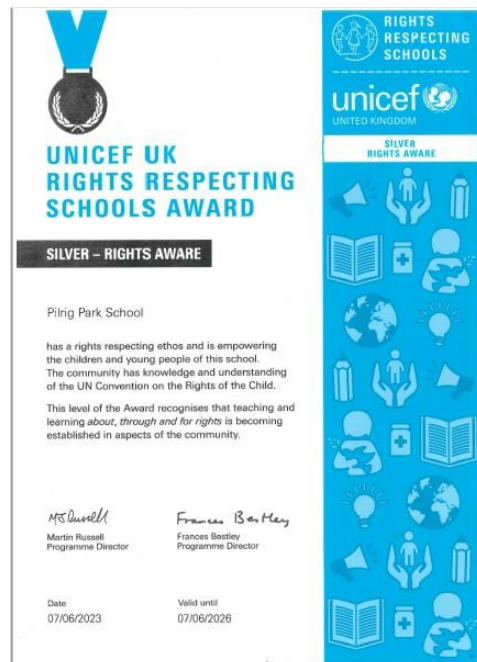 RIGHTS
RESPECTING
SCHOOLS
unicef
UNITED KINGDOM
SILVER
RIGHTS AWARE
UNICEF UK
RIGHTS RESPECTING
SCHOOLS AWARD
SILVER – RIGHTS AWARE
Pilrig Park School
has a rights respecting ethos and is empowering
the children and young people of this school.
The community has knowledge and understanding
of the UN Convention on the Rights of the Child.
This level of the Award recognises that teaching and
learning about, through and for rights is becoming
established in aspects of the community.
MJ Russell
Frances Bestley
Martin Russell
Programme Director
Frances Bestley
Programme Director
Date
07/06/2023
Valid until
07/06/2026